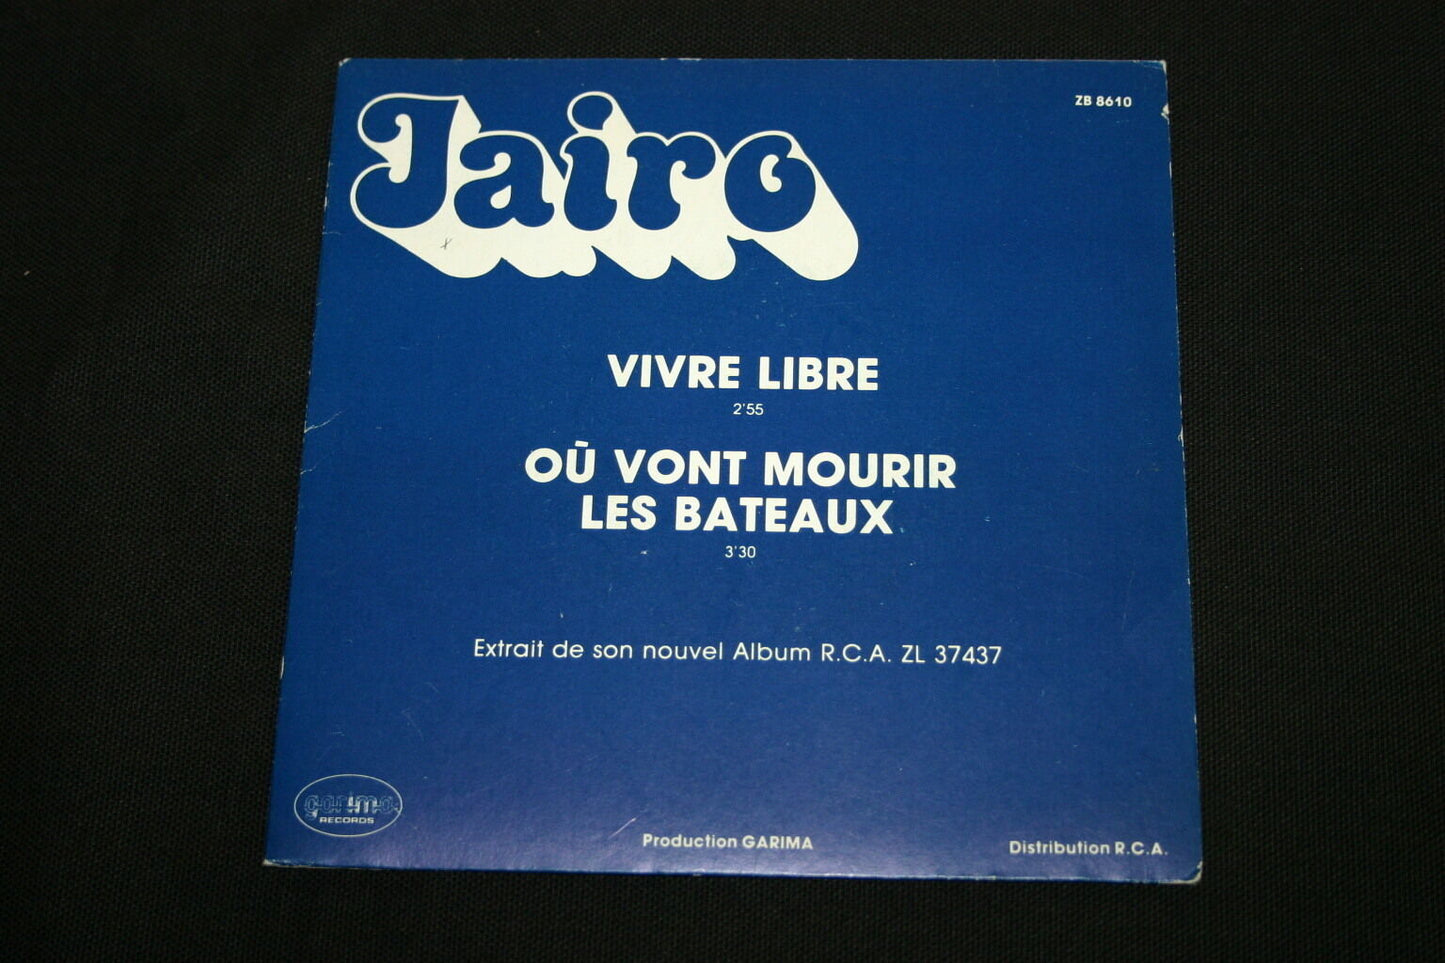 Jairo
ZB 8610
VIVRE LIBRE
2'55
OÙ VONT MOURIR
LES BATEAUX
3'30
Extrait de son nouvel Album R.C.A. ZL 37437
garima
RECORDS
Production GARIMA
Distribution R.C.A.